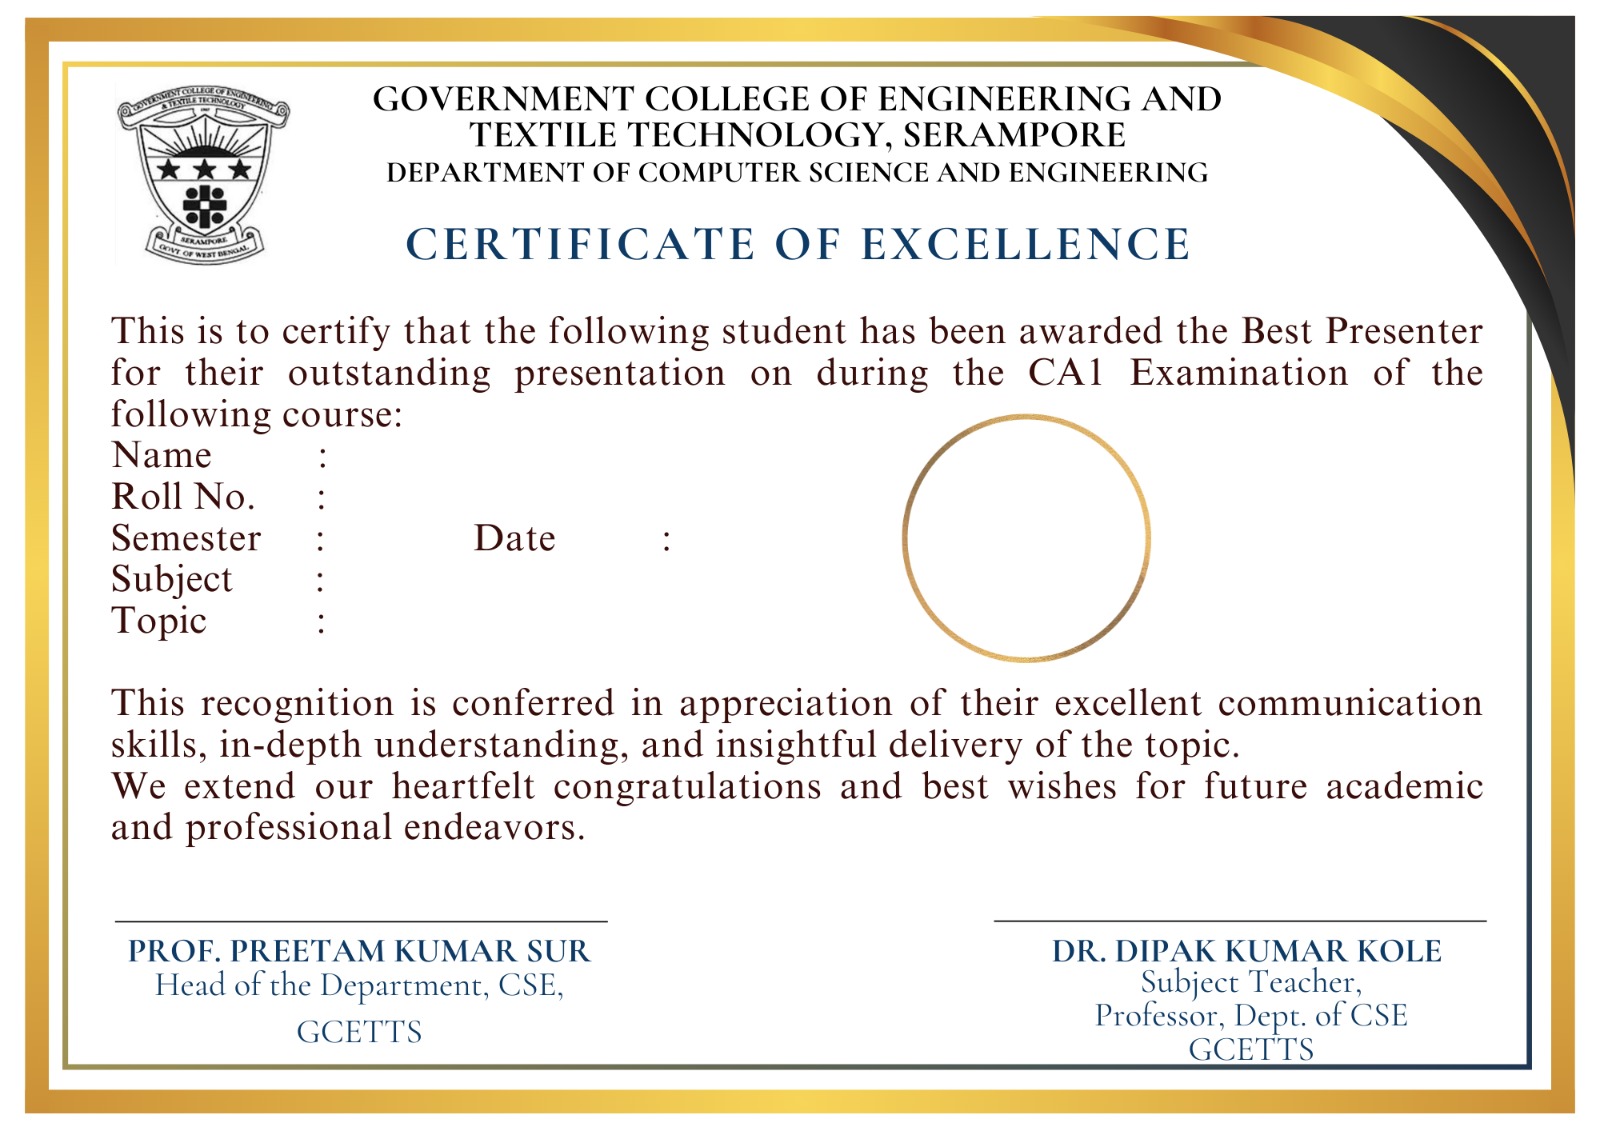 GOVERNMENT COLLEGE OF ENGINEERING
& TEXTILE TECHNOLOGY
SERAMPORE
GOVT OF WEST BENGAL
GOVERNMENT COLLEGE OF ENGINEERING AND
TEXTILE TECHNOLOGY, SERAMPORE
DEPARTMENT OF COMPUTER SCIENCE AND ENGINEERING
CERTIFICATE OF EXCELLENCE
This is to certify that the following student has been awarded the Best Presenter
for their outstanding presentation on during the CA1 Examination of the
following course:
Name :
Roll No. :
Semester : Date :
Subject :
Topic :
This recognition is conferred in appreciation of their excellent communication
skills, in-depth understanding, and insightful delivery of the topic.
We extend our heartfelt congratulations and best wishes for future academic
and professional endeavors.
PROF. PREETAM KUMAR SUR
Head of the Department, CSE,
GCETTS
DR. DIPAK KUMAR KOLE
Subject Teacher,
Professor, Dept. of CSE
GCETTS